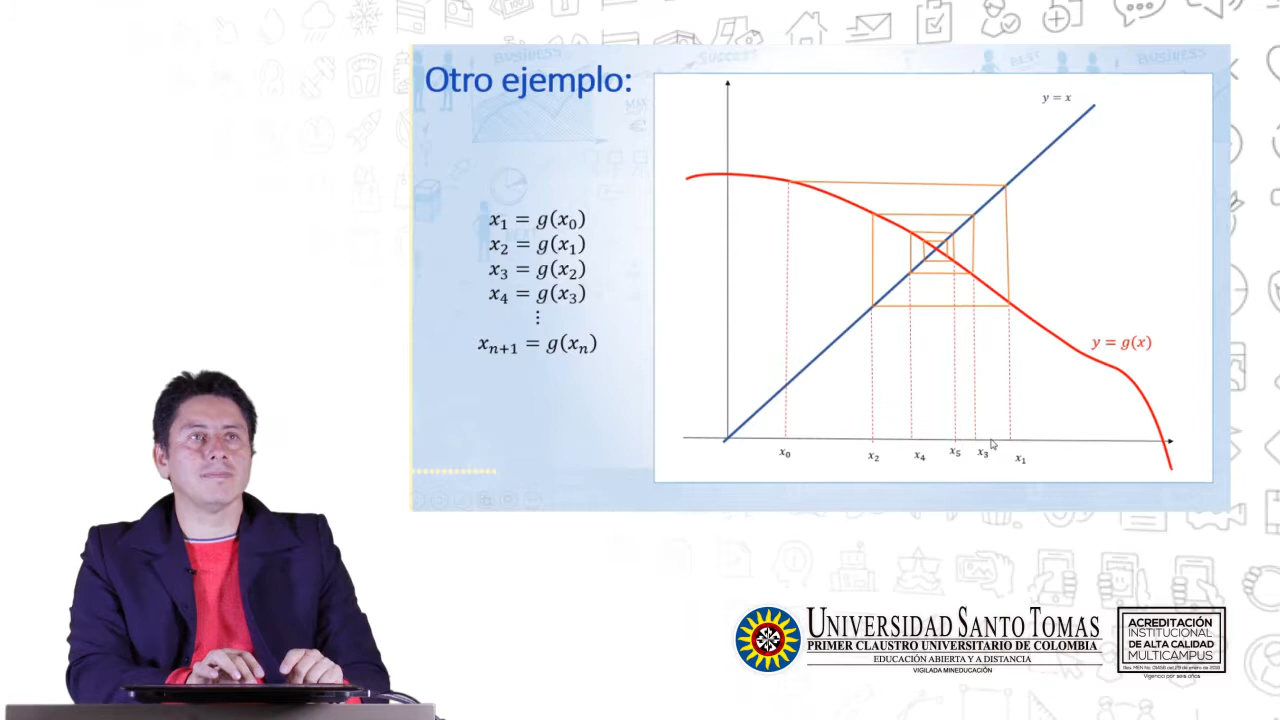 Otro ejemplo:
x₁ = g(x₀)
x₂ = g(x₁)
x₃ = g(x₂)
x₄ = g(x₃)
⋮
xₙ₊₁ = g(xₙ)
y = x
y = g(x)
x₀
x₂
x₄
x₅
x₃
x₁
UNIVERSIDAD SANTO TOMAS
PRIMER CLAUSTRO UNIVERSITARIO DE COLOMBIA
EDUCACIÓN ABIERTA Y A DISTANCIA
VIGILADA MINEDUCACIÓN
ACREDITACIÓN
INSTITUCIONAL
DE ALTA CALIDAD
MULTICAMPUS